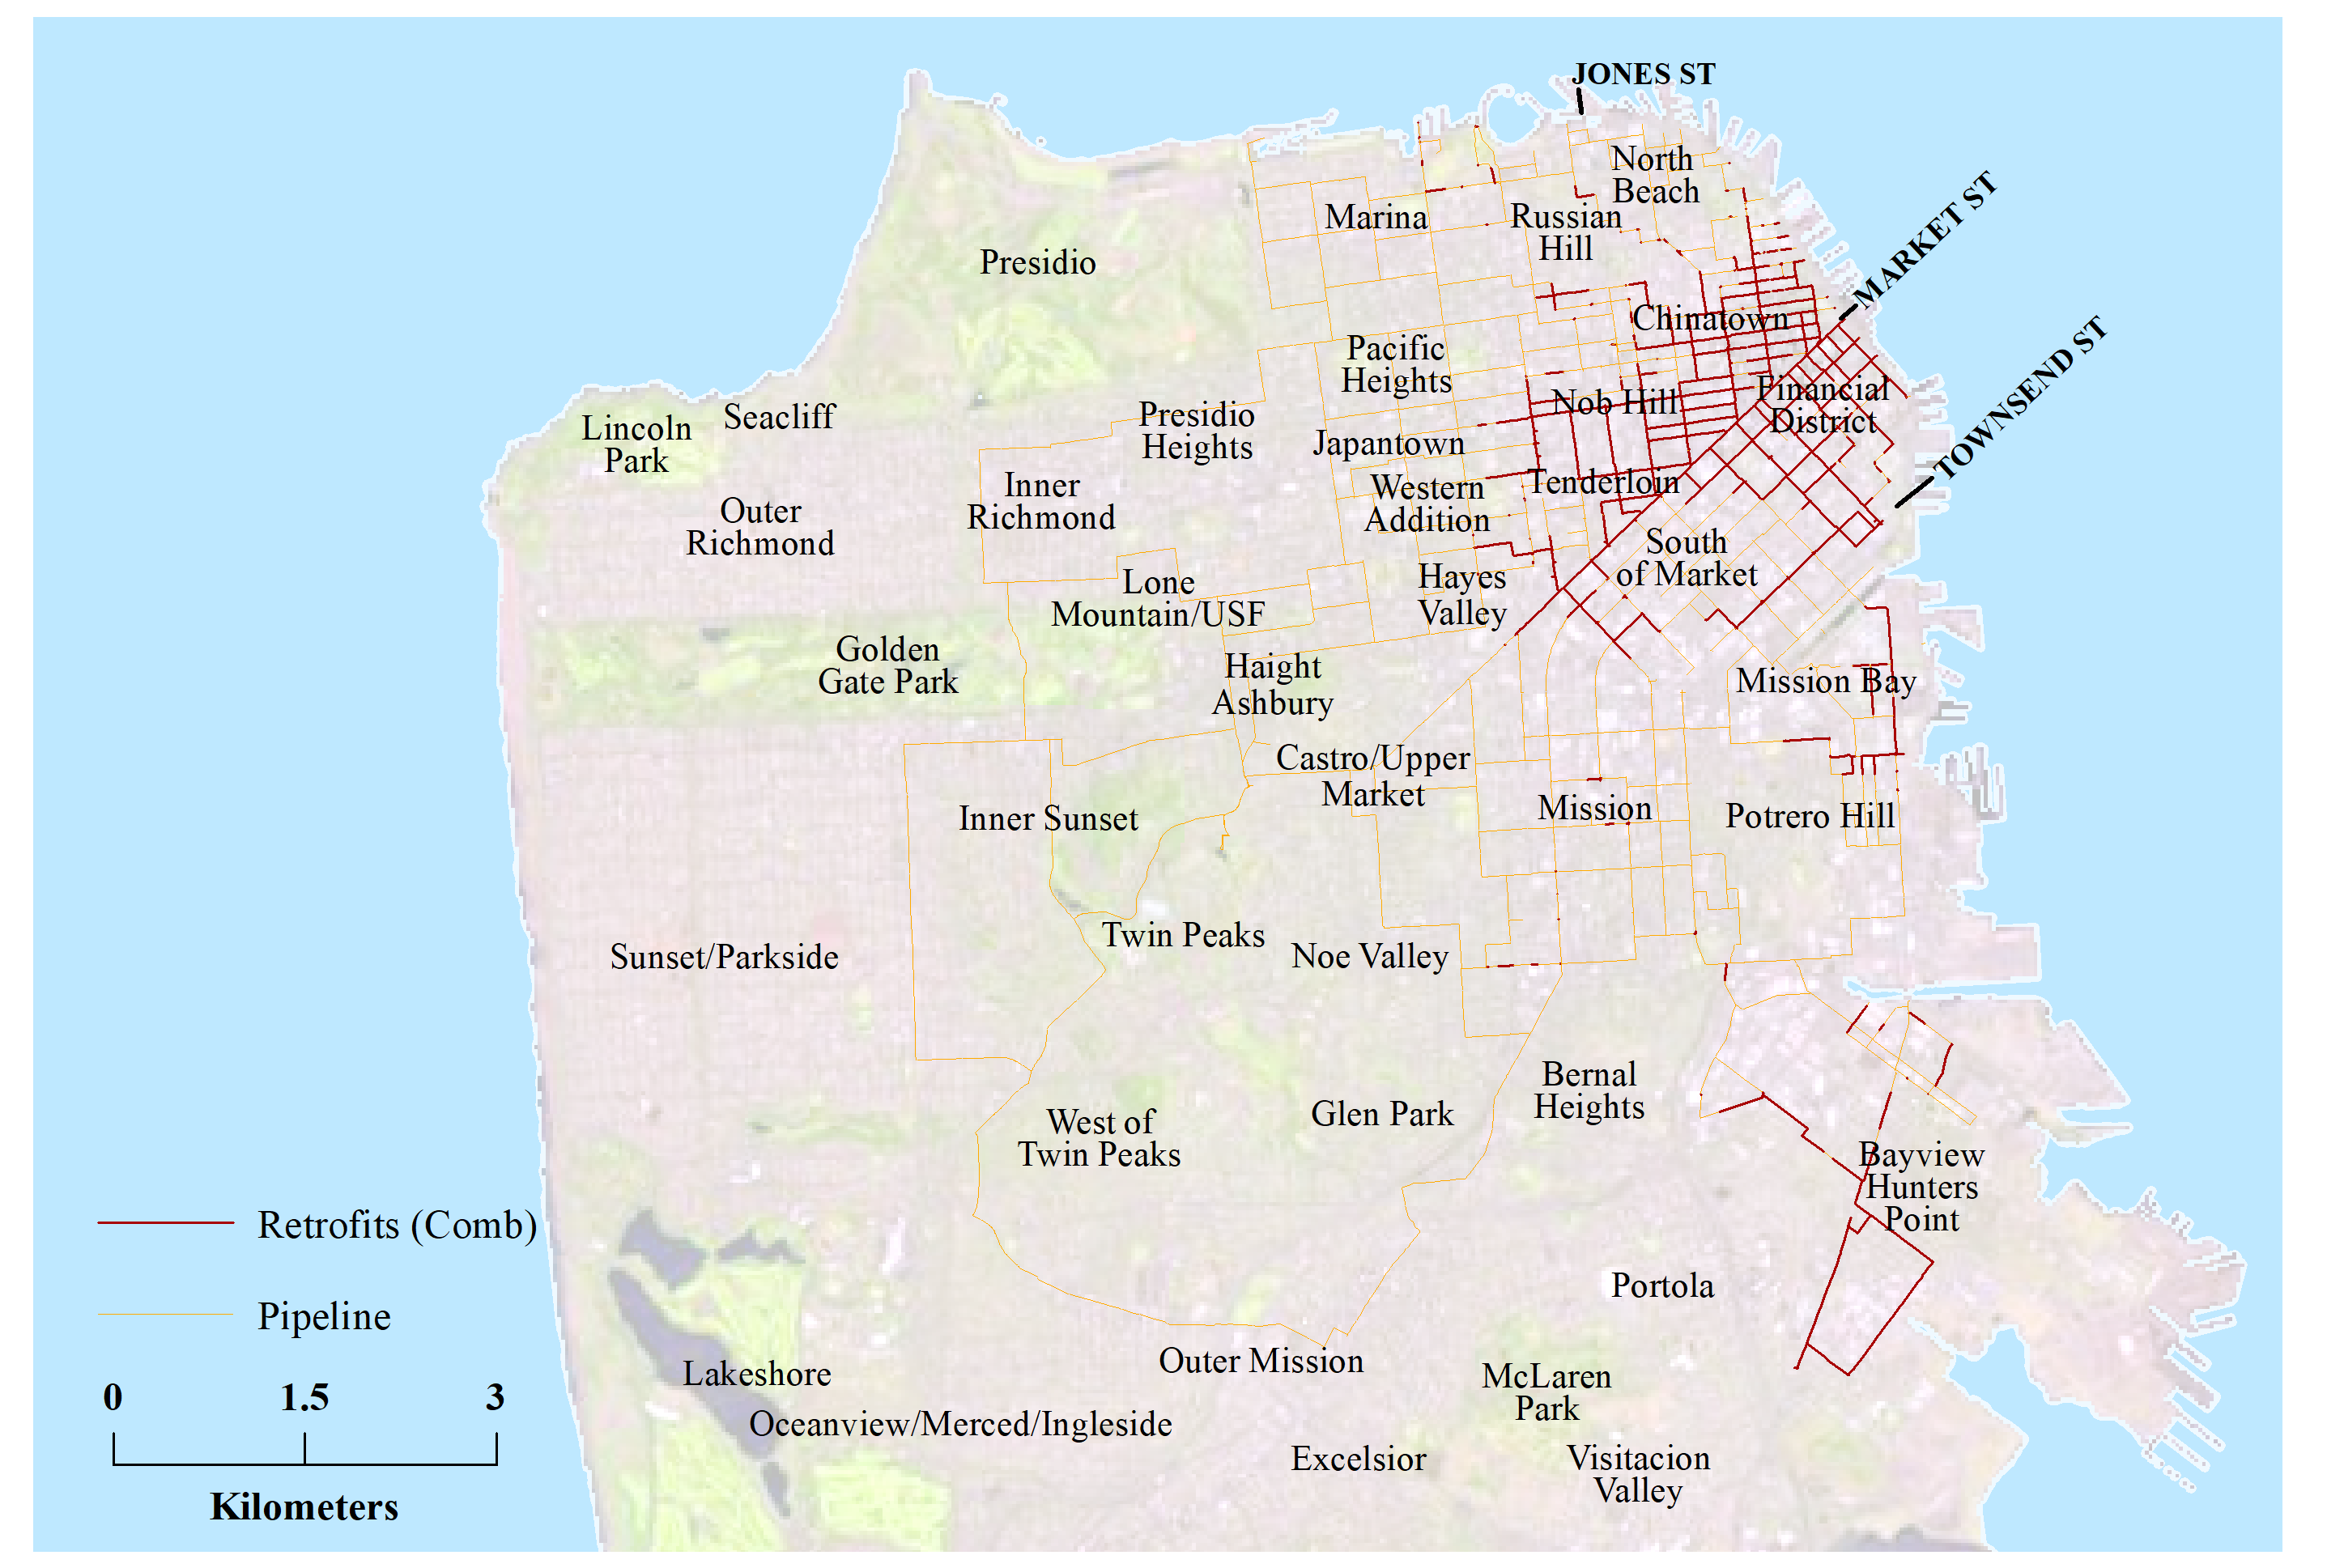 JONES ST
MARKET ST
TOWNSEND ST
North
Beach
Marina
Russian
Hill
Presidio
Chinatown
Pacific
Heights
Nob Hill
Financial
District
Lincoln
Park
Seacliff
Presidio
Heights
Japantown
Inner
Richmond
Western
Addition
Tenderloin
Outer
Richmond
South
of Market
Lone
Mountain/USF
Hayes
Valley
Golden
Gate Park
Haight
Ashbury
Mission Bay
Castro/Upper
Market
Inner Sunset
Mission
Potrero Hill
Sunset/Parkside
Twin Peaks
Noe Valley
West of
Twin Peaks
Glen Park
Bernal
Heights
Bayview
Hunters
Point
Portola
Outer Mission
Lakeshore
McLaren
Park
Oceanview/Merced/Ingleside
Excelsior
Visitacion
Valley
Retrofits (Comb)
Pipeline
0 1.5 3
Kilometers